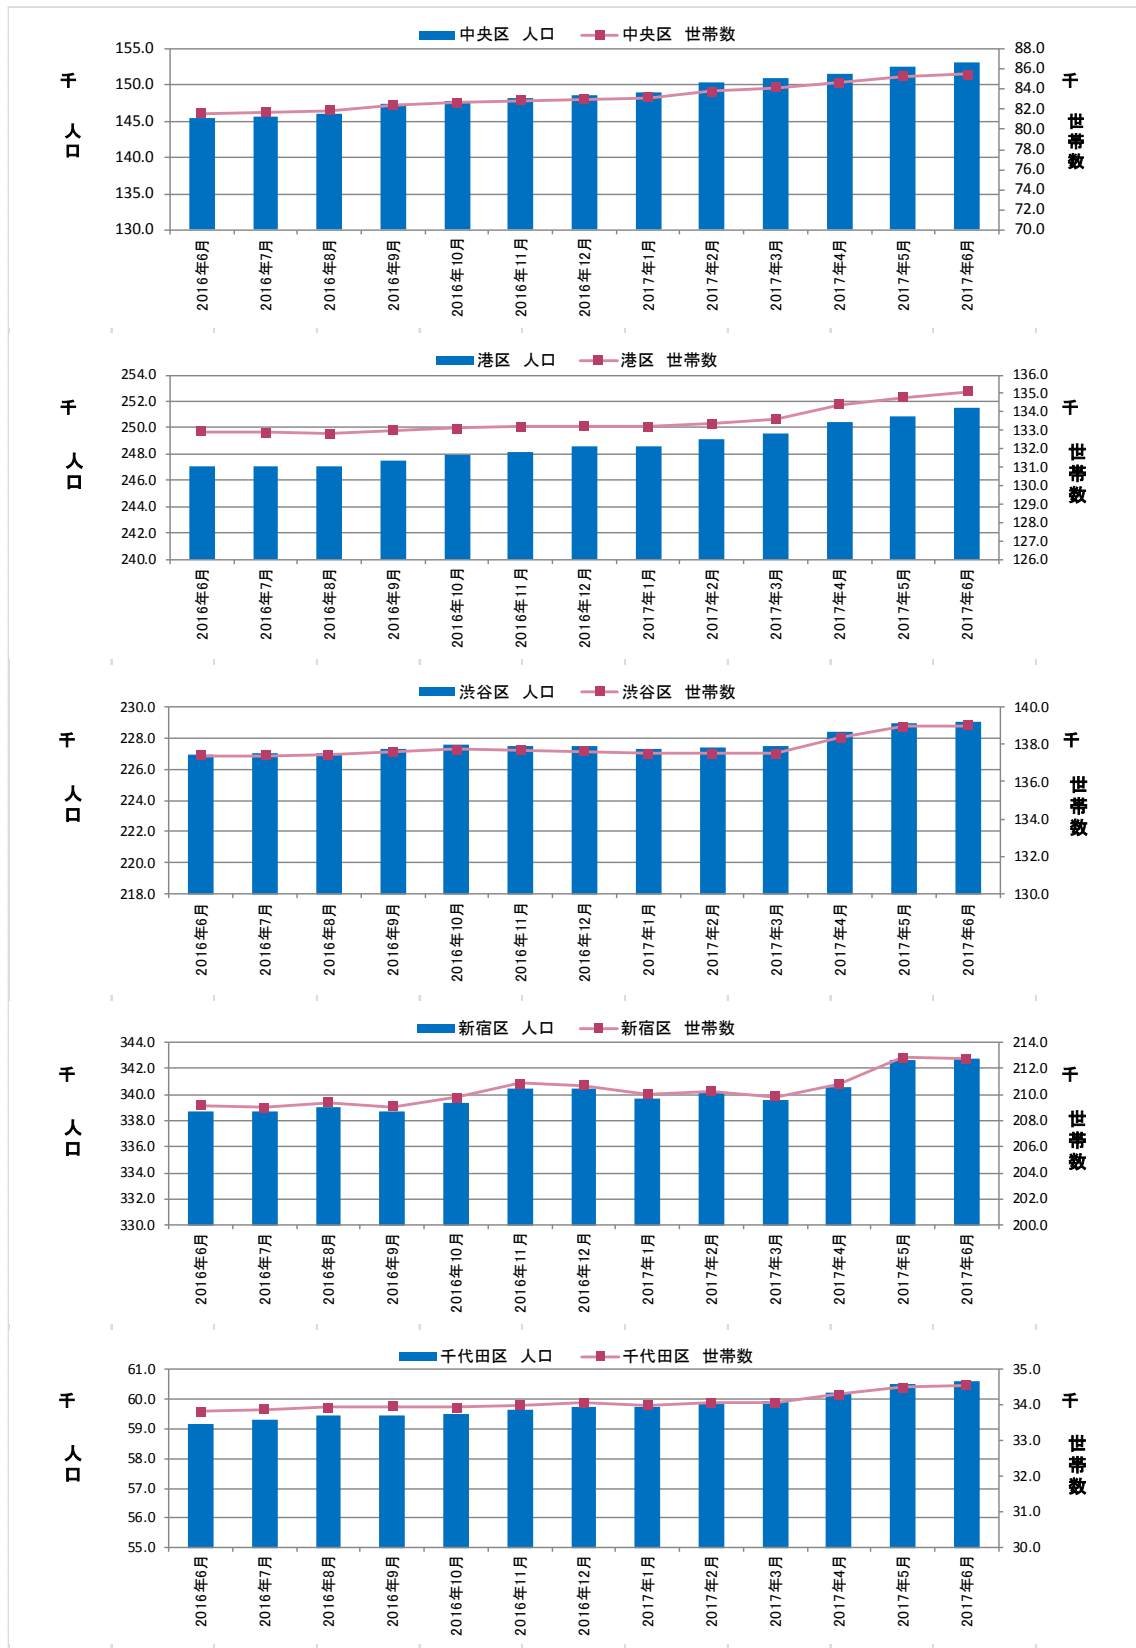 中央区　人口　中央区　世帯数
千
人口
155.0
150.0
145.0
140.0
135.0
130.0
88.0
86.0
84.0
82.0
80.0
78.0
76.0
74.0
72.0
70.0
千
世帯数
2016年6月
2016年7月
2016年8月
2016年9月
2016年10月
2016年11月
2016年12月
2017年1月
2017年2月
2017年3月
2017年4月
2017年5月
2017年6月
港区　人口　港区　世帯数
千
人口
254.0
252.0
250.0
248.0
246.0
244.0
242.0
240.0
136.0
135.0
134.0
133.0
132.0
131.0
130.0
129.0
128.0
127.0
126.0
千
世帯数
2016年6月
2016年7月
2016年8月
2016年9月
2016年10月
2016年11月
2016年12月
2017年1月
2017年2月
2017年3月
2017年4月
2017年5月
2017年6月
渋谷区　人口　渋谷区　世帯数
千
人口
230.0
228.0
226.0
224.0
222.0
220.0
218.0
140.0
138.0
136.0
134.0
132.0
130.0
千
世帯数
2016年6月
2016年7月
2016年8月
2016年9月
2016年10月
2016年11月
2016年12月
2017年1月
2017年2月
2017年3月
2017年4月
2017年5月
2017年6月
新宿区　人口　新宿区　世帯数
千
人口
344.0
342.0
340.0
338.0
336.0
334.0
332.0
330.0
214.0
212.0
210.0
208.0
206.0
204.0
202.0
200.0
千
世帯数
2016年6月
2016年7月
2016年8月
2016年9月
2016年10月
2016年11月
2016年12月
2017年1月
2017年2月
2017年3月
2017年4月
2017年5月
2017年6月
千代田区　人口　千代田区　世帯数
千
人口
61.0
60.0
59.0
58.0
57.0
56.0
55.0
35.0
34.0
33.0
32.0
31.0
30.0
千
世帯数
2016年6月
2016年7月
2016年8月
2016年9月
2016年10月
2016年11月
2016年12月
2017年1月
2017年2月
2017年3月
2017年4月
2017年5月
2017年6月